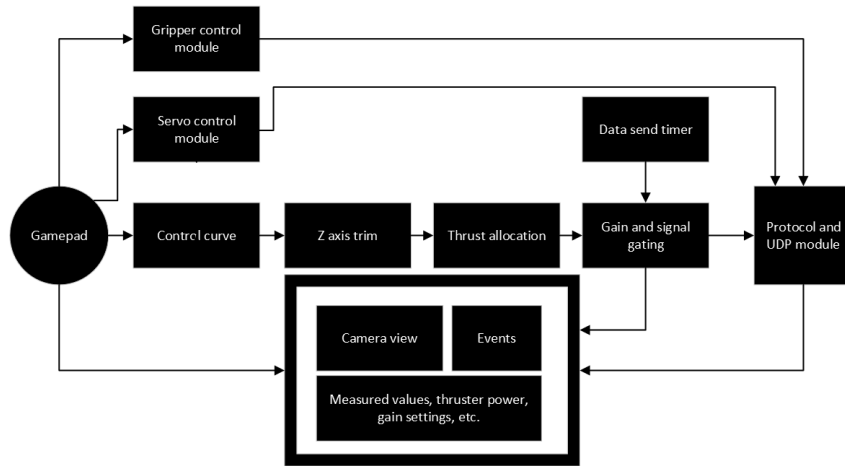 Gripper control
module
Servo control
module
Data send timer
Gamepad
Control curve
Z axis trim
Thrust allocation
Gain and signal
gating
Protocol and
UDP module
Camera view
Events
Measured values, thruster power,
gain settings, etc.